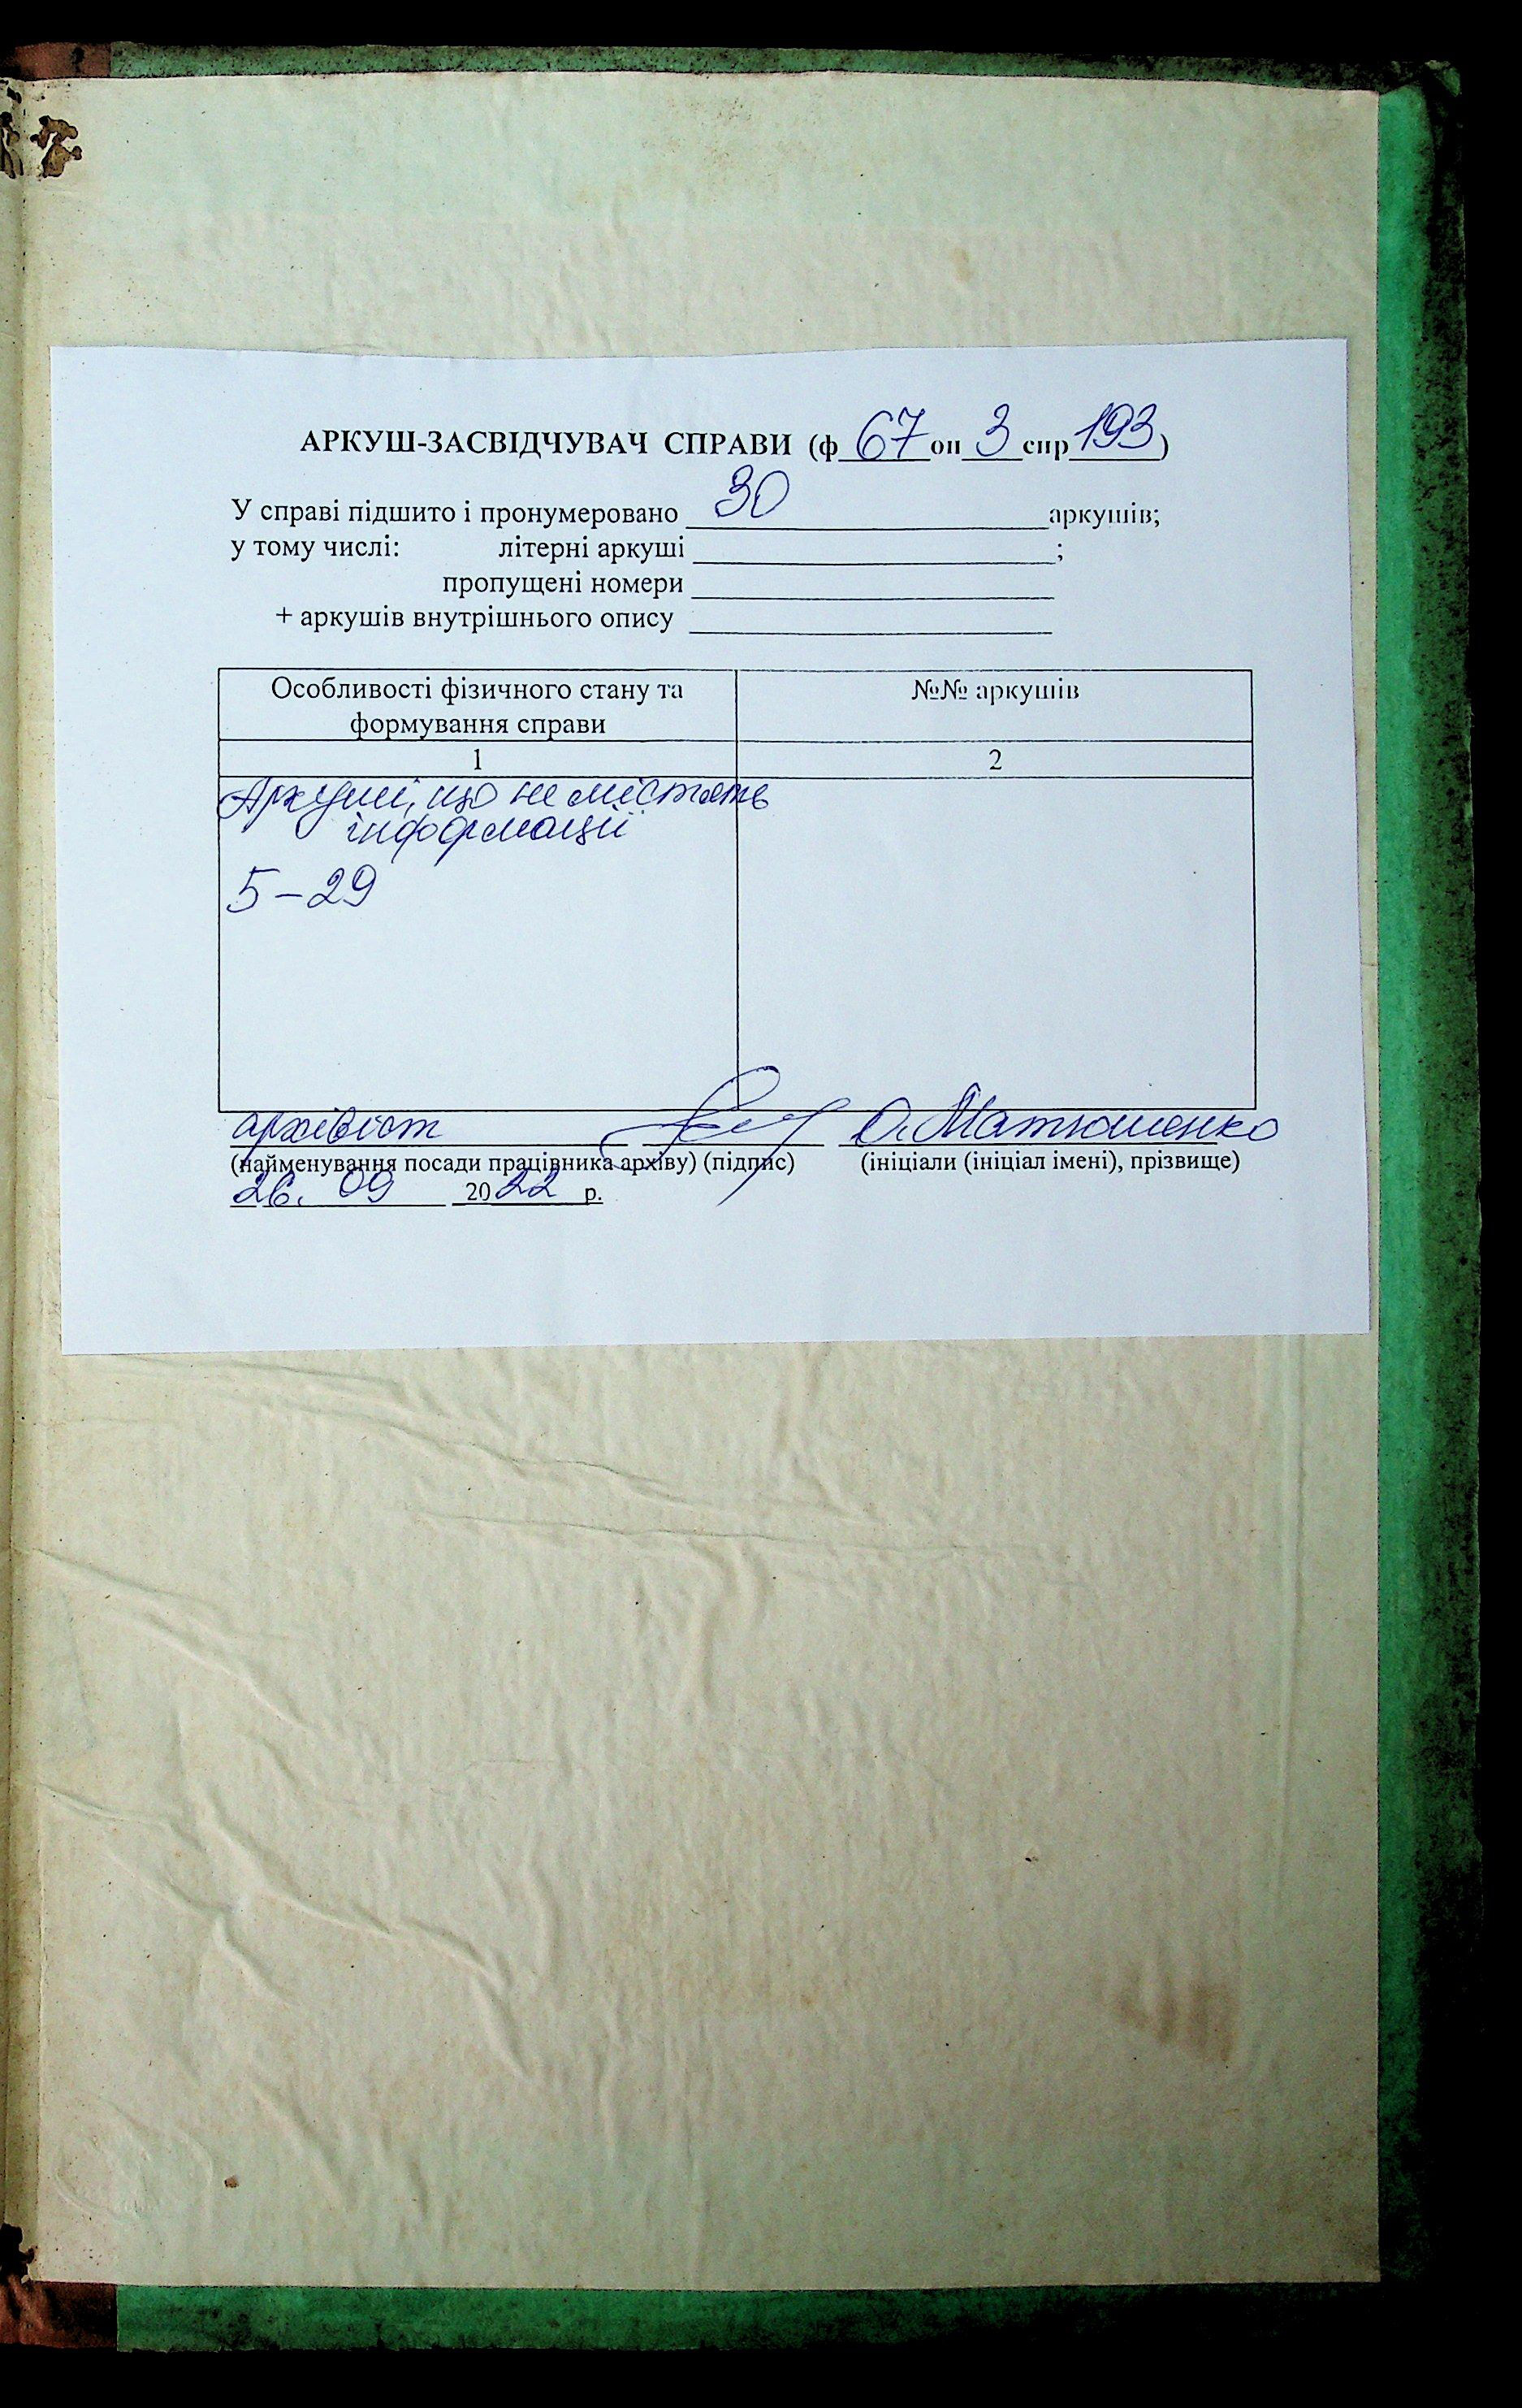 АРКУШ-ЗАСВІДЧУВАЧ СПРАВИ (ф 67 оп 3 спр 193)
У справі підшито і пронумеровано 30 аркушів;
у тому числі: літерні аркуші ;
пропущені номери
+ аркушів внутрішнього опису
Особливості фізичного стану та формування справи
№№ аркушів
1
2
Аркуші, що не містять
інформації
5-29
архівіст О. Матюшенко
(найменування посади працівника архіву) (підпис) (ініціали (ініціал імені), прізвище)
26. 09 2022 р.